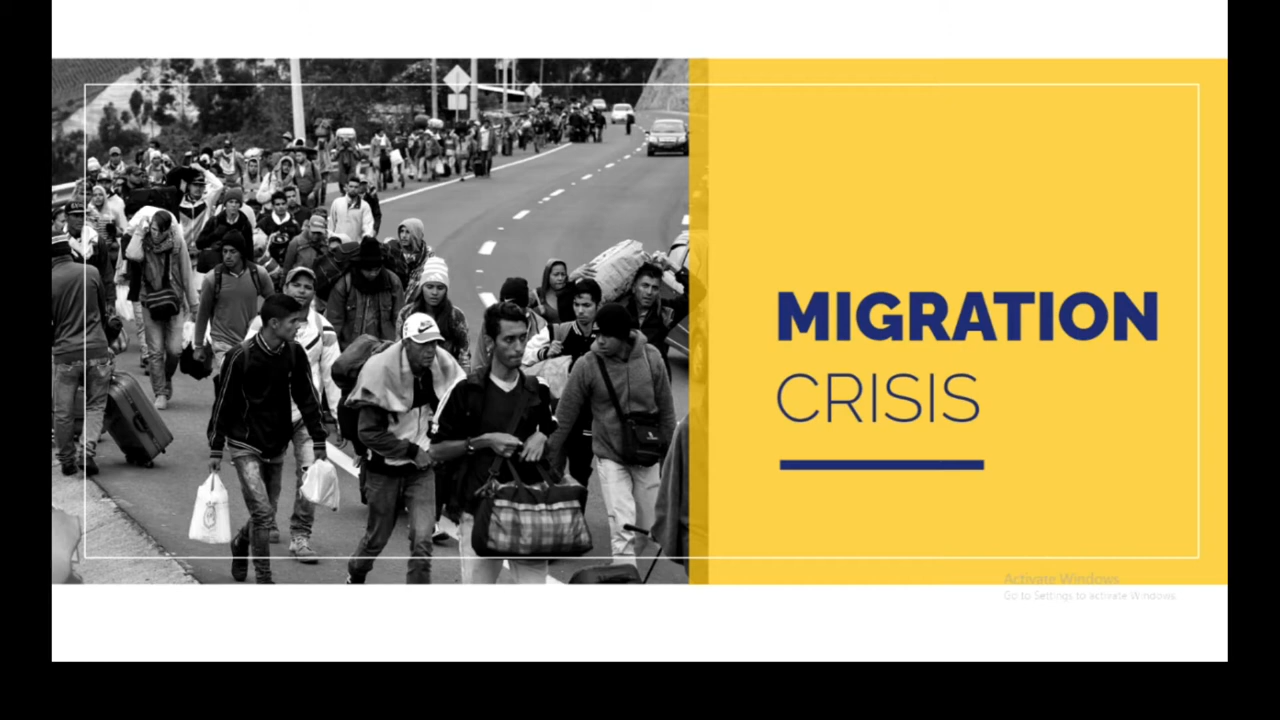 MIGRATION
CRISIS
Activate Windows
Go to Settings to activate Windows.